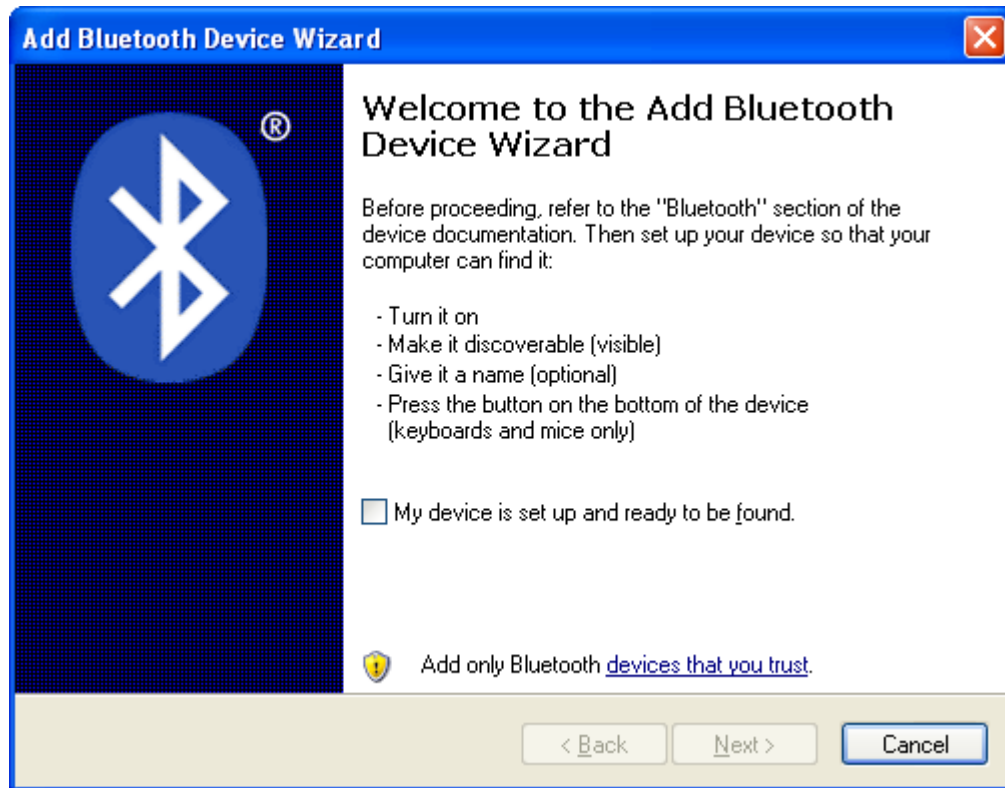 Add Bluetooth Device Wizard
®
Welcome to the Add Bluetooth
Device Wizard
Before proceeding, refer to the "Bluetooth" section of the
device documentation. Then set up your device so that your
computer can find it:
- Turn it on
- Make it discoverable (visible)
- Give it a name (optional)
- Press the button on the bottom of the device
(keyboards and mice only)
My device is set up and ready to be found.
Add only Bluetooth devices that you trust.
< Back Next > Cancel